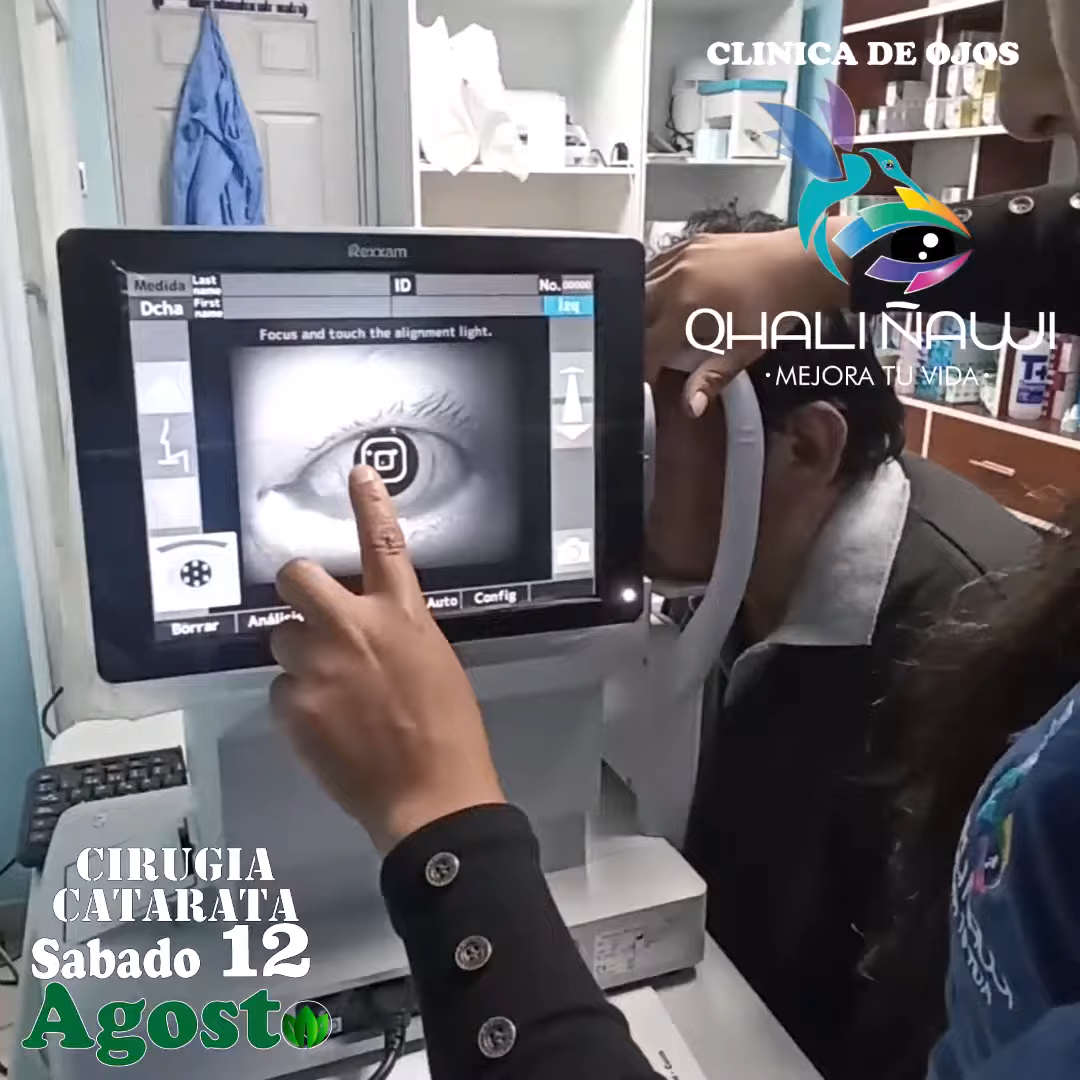 CLINICA DE OJOS
QHALI ÑAWI
·MEJORA TU VIDA·
Rexxam
Medida
Last name
ID
No. 00000
Dcha
First name
Izq
Focus and touch the alignment light.
Borrar
Auto
Config
CIRUGIA
CATARATA
Sabado 12
Agosto